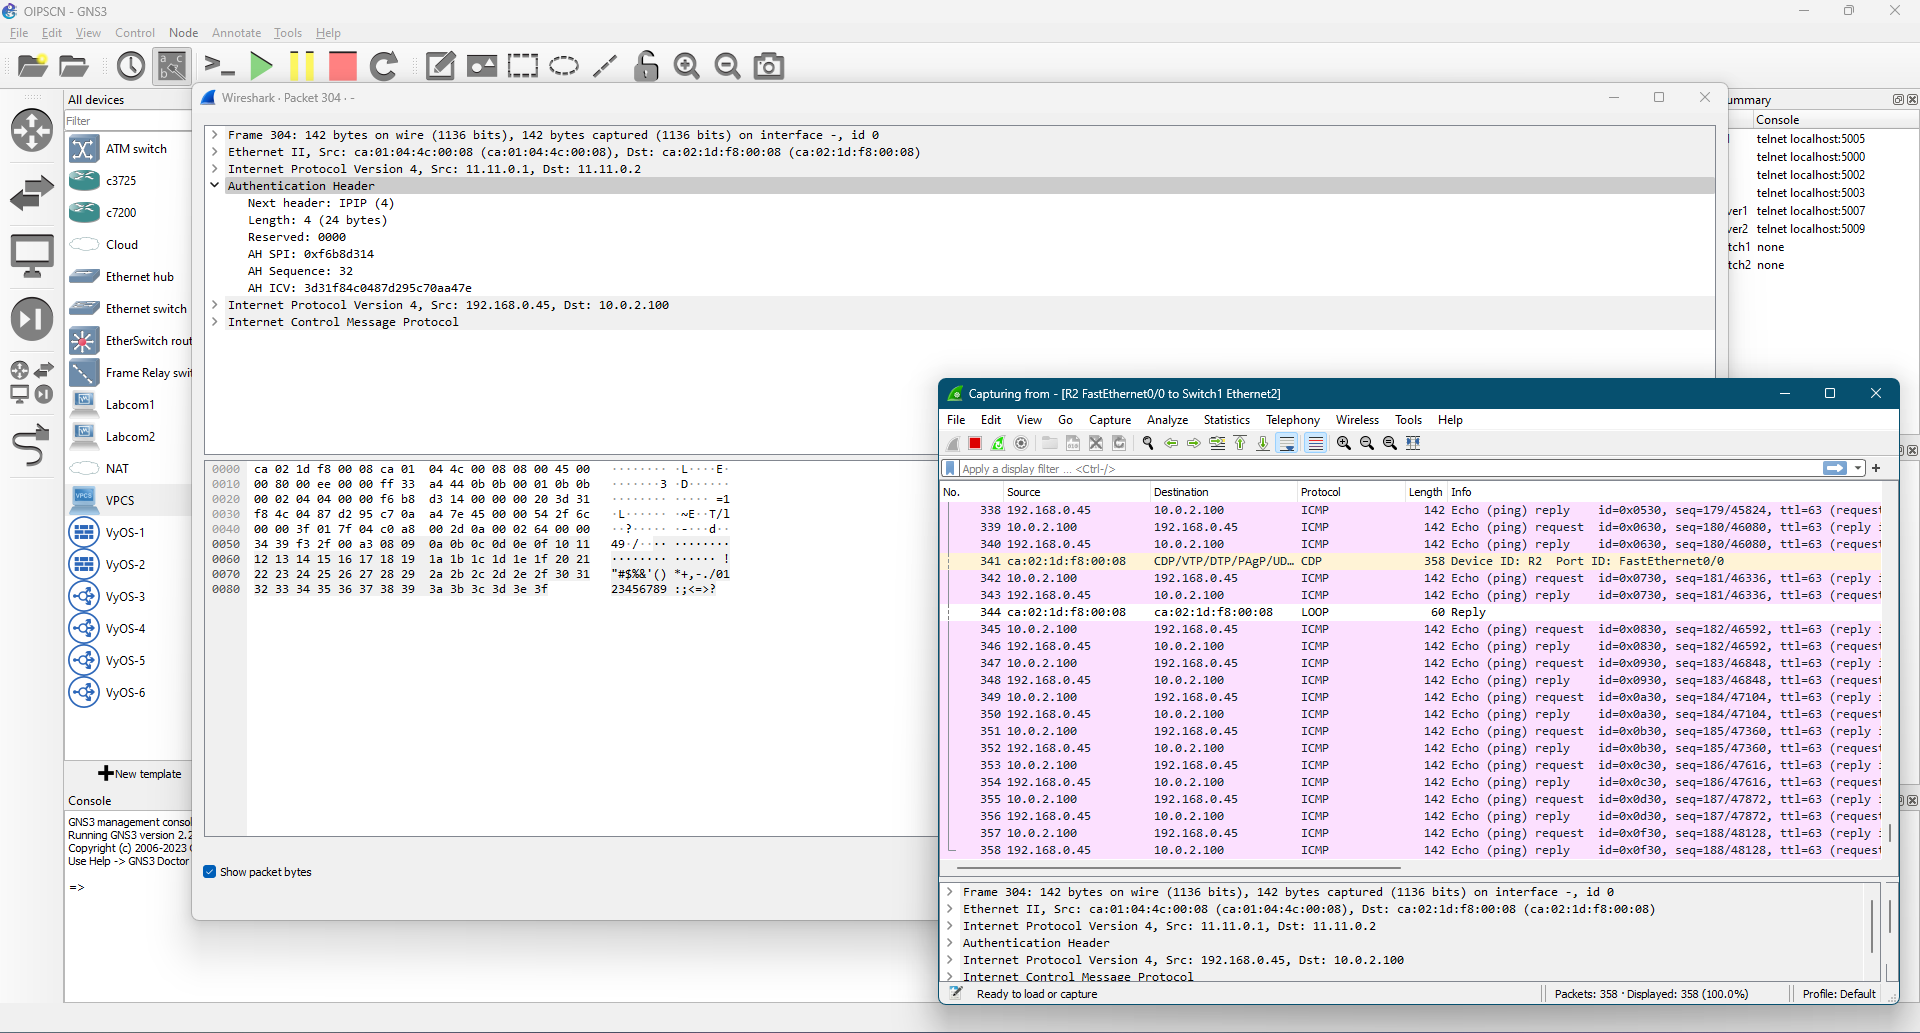 OIPSCN - GNS3
File Edit View Control Node Annotate Tools Help
All devices
Filter
ATM switch
c3725
c7200
Cloud
Ethernet hub
Ethernet switch
EtherSwitch rout
Frame Relay swit
Labcom1
Labcom2
NAT
VPCS
VyOS-1
VyOS-2
VyOS-3
VyOS-4
VyOS-5
VyOS-6
New template
Console
GNS3 management consol
Running GNS3 version 2.2
Copyright (c) 2006-2023
Use Help -> GNS3 Doctor
=>
Wireshark · Packet 304 · -
Frame 304: 142 bytes on wire (1136 bits), 142 bytes captured (1136 bits) on interface -, id 0
Ethernet II, Src: ca:01:04:4c:00:08 (ca:01:04:4c:00:08), Dst: ca:02:1d:f8:00:08 (ca:02:1d:f8:00:08)
Internet Protocol Version 4, Src: 11.11.0.1, Dst: 11.11.0.2
Authentication Header
Next header: IPIP (4)
Length: 4 (24 bytes)
Reserved: 0000
AH SPI: 0xf6b8d314
AH Sequence: 32
AH ICV: 3d31f84c0487d295c70aa47e
Internet Protocol Version 4, Src: 192.168.0.45, Dst: 10.0.2.100
Internet Control Message Protocol
0000 ca 02 1d f8 00 08 ca 01 04 4c 00 08 08 00 45 00 ········ ·L····E·
0010 00 80 00 ee 00 00 ff 33 a4 44 0b 0b 00 01 0b 0b ·······3 ·D······
0020 00 02 04 04 00 00 f6 b8 d3 14 00 00 00 20 3d 31 ········ ····· =1
0030 f8 4c 04 87 d2 95 c7 0a a4 7e 45 00 00 54 2f 6c ·L······ ·~E··T/l
0040 00 00 3f 01 7f 04 c0 a8 00 2d 0a 00 02 64 00 00 ··?····· ·-···d··
0050 34 39 f3 2f 00 a3 08 09 0a 0b 0c 0d 0e 0f 10 11 49·/···· ········
0060 12 13 14 15 16 17 18 19 1a 1b 1c 1d 1e 1f 20 21 ········ ······ !
0070 22 23 24 25 26 27 28 29 2a 2b 2c 2d 2e 2f 30 31 "#$%&'() *+,-./01
0080 32 33 34 35 36 37 38 39 3a 3b 3c 3d 3e 3f 23456789 :;<=>?
Show packet bytes
ummary
Console
telnet localhost:5005
telnet localhost:5000
telnet localhost:5002
telnet localhost:5003
ver1 telnet localhost:5007
ver2 telnet localhost:5009
tch1 none
tch2 none
Capturing from - [R2 FastEthernet0/0 to Switch1 Ethernet2]
File Edit View Go Capture Analyze Statistics Telephony Wireless Tools Help
Apply a display filter ... <Ctrl-/>
No. Source Destination Protocol Length Info
338 192.168.0.45 10.0.2.100 ICMP 142 Echo (ping) reply id=0x0530, seq=179/45824, ttl=63 (request
339 10.0.2.100 192.168.0.45 ICMP 142 Echo (ping) request id=0x0630, seq=180/46080, ttl=63 (reply i
340 192.168.0.45 10.0.2.100 ICMP 142 Echo (ping) reply id=0x0630, seq=180/46080, ttl=63 (request
341 ca:02:1d:f8:00:08 CDP/VTP/DTP/PAgP/UD... CDP 358 Device ID: R2 Port ID: FastEthernet0/0
342 10.0.2.100 192.168.0.45 ICMP 142 Echo (ping) request id=0x0730, seq=181/46336, ttl=63 (reply i
343 192.168.0.45 10.0.2.100 ICMP 142 Echo (ping) reply id=0x0730, seq=181/46336, ttl=63 (request
344 ca:02:1d:f8:00:08 ca:02:1d:f8:00:08 LOOP 60 Reply
345 10.0.2.100 192.168.0.45 ICMP 142 Echo (ping) request id=0x0830, seq=182/46592, ttl=63 (reply i
346 192.168.0.45 10.0.2.100 ICMP 142 Echo (ping) reply id=0x0830, seq=182/46592, ttl=63 (request
347 10.0.2.100 192.168.0.45 ICMP 142 Echo (ping) request id=0x0930, seq=183/46848, ttl=63 (reply i
348 192.168.0.45 10.0.2.100 ICMP 142 Echo (ping) reply id=0x0930, seq=183/46848, ttl=63 (request
349 10.0.2.100 192.168.0.45 ICMP 142 Echo (ping) request id=0x0a30, seq=184/47104, ttl=63 (reply i
350 192.168.0.45 10.0.2.100 ICMP 142 Echo (ping) reply id=0x0a30, seq=184/47104, ttl=63 (request
351 10.0.2.100 192.168.0.45 ICMP 142 Echo (ping) request id=0x0b30, seq=185/47360, ttl=63 (reply i
352 192.168.0.45 10.0.2.100 ICMP 142 Echo (ping) reply id=0x0b30, seq=185/47360, ttl=63 (request
353 10.0.2.100 192.168.0.45 ICMP 142 Echo (ping) request id=0x0c30, seq=186/47616, ttl=63 (reply i
354 192.168.0.45 10.0.2.100 ICMP 142 Echo (ping) reply id=0x0c30, seq=186/47616, ttl=63 (request
355 10.0.2.100 192.168.0.45 ICMP 142 Echo (ping) request id=0x0d30, seq=187/47872, ttl=63 (reply i
356 192.168.0.45 10.0.2.100 ICMP 142 Echo (ping) reply id=0x0d30, seq=187/47872, ttl=63 (request
357 10.0.2.100 192.168.0.45 ICMP 142 Echo (ping) request id=0x0f30, seq=188/48128, ttl=63 (reply i
358 192.168.0.45 10.0.2.100 ICMP 142 Echo (ping) reply id=0x0f30, seq=188/48128, ttl=63 (request
Frame 304: 142 bytes on wire (1136 bits), 142 bytes captured (1136 bits) on interface -, id 0
Ethernet II, Src: ca:01:04:4c:00:08 (ca:01:04:4c:00:08), Dst: ca:02:1d:f8:00:08 (ca:02:1d:f8:00:08)
Internet Protocol Version 4, Src: 11.11.0.1, Dst: 11.11.0.2
Authentication Header
Internet Protocol Version 4, Src: 192.168.0.45, Dst: 10.0.2.100
Internet Control Message Protocol
Ready to load or capture
Packets: 358 · Displayed: 358 (100.0%)
Profile: Default